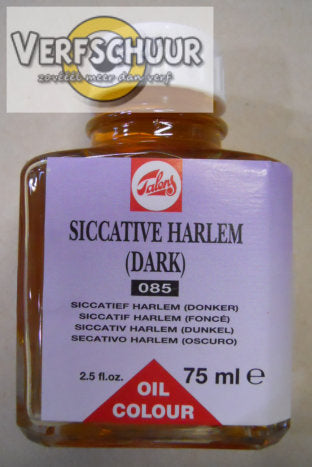 VERFSCHUUR
zoveel meer dan verf
Talens
SICCATIVE HARLEM
(DARK)
085
SICCATIEF HARLEM (DONKER)
SICCATIF HARLEM (FONCÉ)
SICCATIV HARLEM (DUNKEL)
SECATIVO HARLEM (OSCURO)
2.5 fl.oz. 75 ml e
OIL
COLOUR